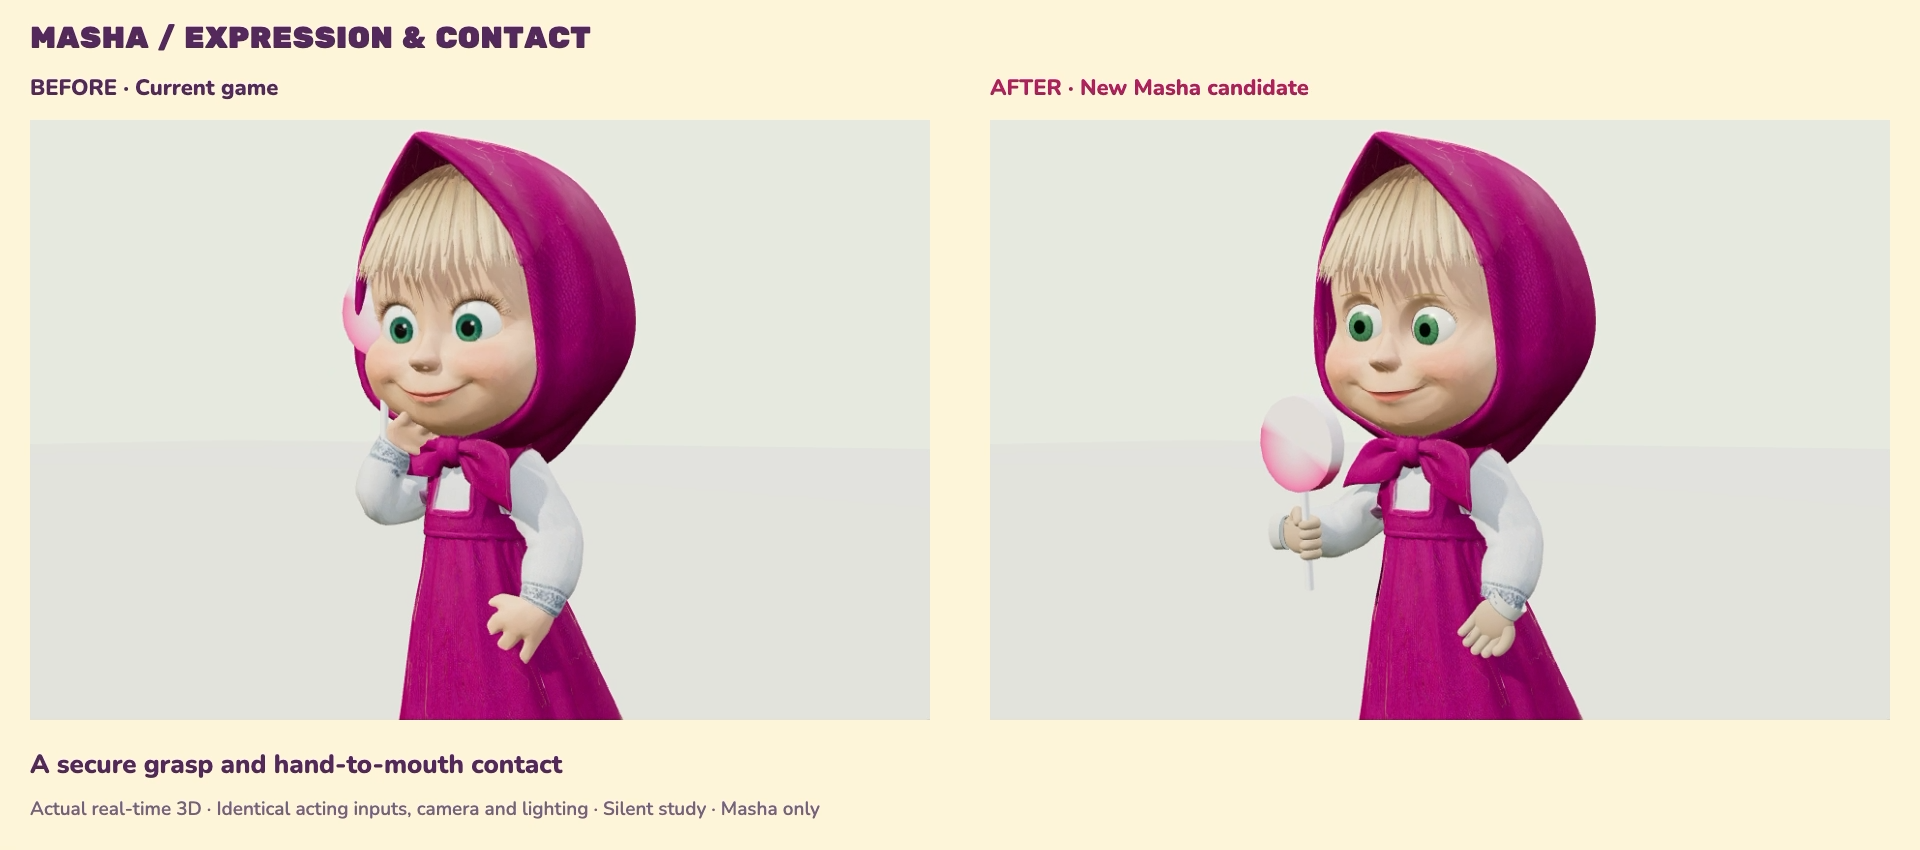 MASHA / EXPRESSION & CONTACT
BEFORE · Current game
AFTER · New Masha candidate
A secure grasp and hand-to-mouth contact
Actual real-time 3D · Identical acting inputs, camera and lighting · Silent study · Masha only